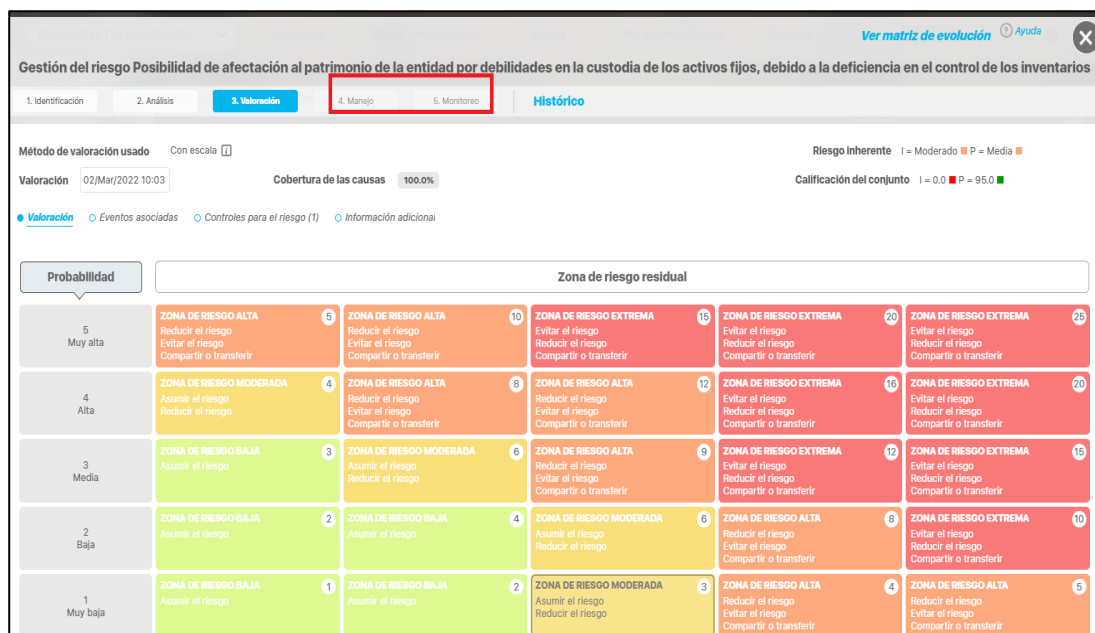 Ver matriz de evolución ? Ayuda
Gestión del riesgo Posibilidad de afectación al patrimonio de la entidad por debilidades en la custodia de los activos fijos, debido a la deficiencia en el control de los inventarios
1. Identificación 2. Análisis 3. Valoración 4. Manejo 5. Monitoreo Histórico
Método de valoración usado Con escala i Riesgo inherente I = Moderado P = Media
Valoración 02/Mar/2022 10:03 Cobertura de las causas 100.0% Calificación del conjunto I = 0.0 P = 95.0
Valoración Eventos asociadas Controles para el riesgo (1) Información adicional
Probabilidad Zona de riesgo residual
5
Muy alta
ZONA DE RIESGO ALTA 5
Reducir el riesgo
Evitar el riesgo
Compartir o transferir
ZONA DE RIESGO ALTA 10
Reducir el riesgo
Evitar el riesgo
Compartir o transferir
ZONA DE RIESGO EXTREMA 15
Evitar el riesgo
Reducir el riesgo
Compartir o transferir
ZONA DE RIESGO EXTREMA 20
Evitar el riesgo
Reducir el riesgo
Compartir o transferir
ZONA DE RIESGO EXTREMA 25
Evitar el riesgo
Reducir el riesgo
Compartir o transferir
4
Alta
ZONA DE RIESGO MODERADA 4
Asumir el riesgo
Reducir el riesgo
ZONA DE RIESGO ALTA 8
Reducir el riesgo
Evitar el riesgo
Compartir o transferir
ZONA DE RIESGO ALTA 12
Reducir el riesgo
Evitar el riesgo
Compartir o transferir
ZONA DE RIESGO EXTREMA 16
Evitar el riesgo
Reducir el riesgo
Compartir o transferir
ZONA DE RIESGO EXTREMA 20
Evitar el riesgo
Reducir el riesgo
Compartir o transferir
3
Media
ZONA DE RIESGO BAJA 3
Asumir el riesgo
ZONA DE RIESGO MODERADA 6
Asumir el riesgo
Reducir el riesgo
ZONA DE RIESGO ALTA 9
Reducir el riesgo
Evitar el riesgo
Compartir o transferir
ZONA DE RIESGO EXTREMA 12
Evitar el riesgo
Reducir el riesgo
Compartir o transferir
ZONA DE RIESGO EXTREMA 15
Evitar el riesgo
Reducir el riesgo
Compartir o transferir
2
Baja
ZONA DE RIESGO BAJA 2
Asumir el riesgo
ZONA DE RIESGO BAJA 4
Asumir el riesgo
ZONA DE RIESGO MODERADA 6
Asumir el riesgo
Reducir el riesgo
ZONA DE RIESGO ALTA 8
Reducir el riesgo
Evitar el riesgo
Compartir o transferir
ZONA DE RIESGO EXTREMA 10
Evitar el riesgo
Reducir el riesgo
Compartir o transferir
1
Muy baja
ZONA DE RIESGO BAJA 1
Asumir el riesgo
ZONA DE RIESGO BAJA 2
Asumir el riesgo
ZONA DE RIESGO MODERADA 3
Asumir el riesgo
Reducir el riesgo
ZONA DE RIESGO ALTA 4
Reducir el riesgo
Evitar el riesgo
Compartir o transferir
ZONA DE RIESGO ALTA 5
Reducir el riesgo
Evitar el riesgo
Compartir o transferir